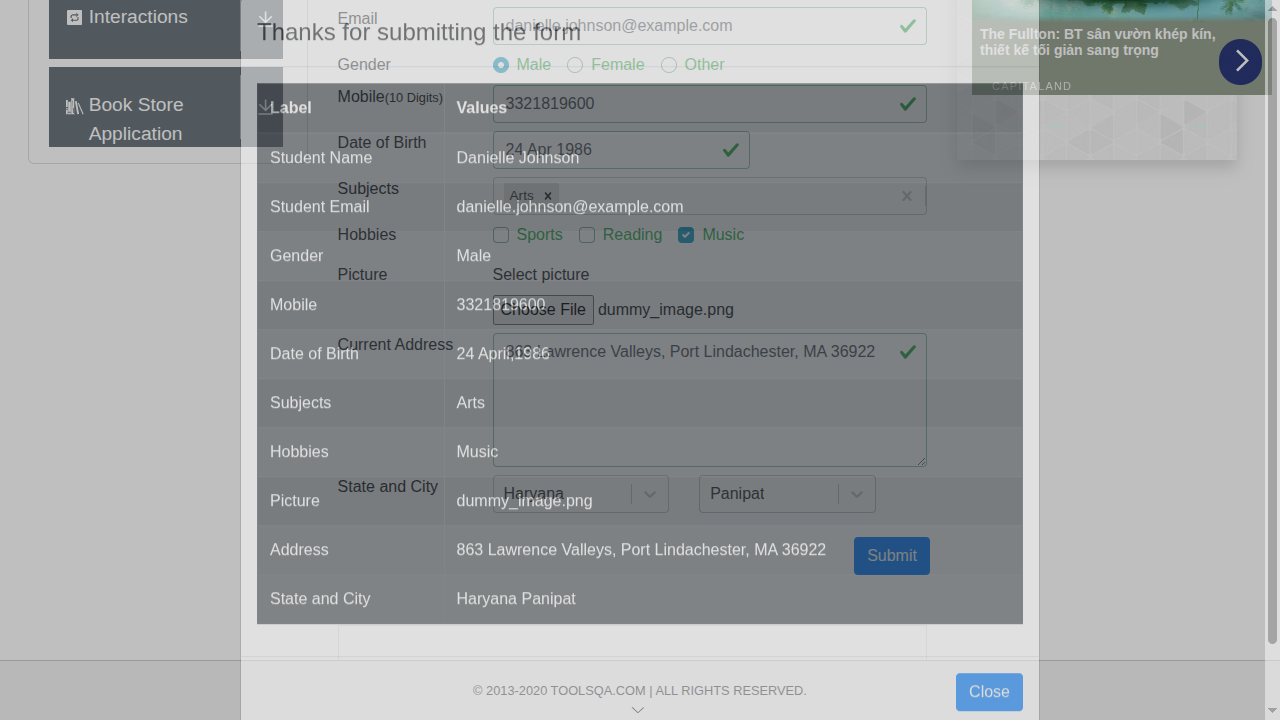 Interactions
Book Store
Application
Thanks for submitting the form
Label Values
Student Name Danielle Johnson
Student Email danielle.johnson@example.com
Gender Male
Mobile 3321819600
Date of Birth 24 April,1986
Subjects Arts
Hobbies Music
Picture dummy_image.png
Address 863 Lawrence Valleys, Port Lindachester, MA 36922
State and City Haryana Panipat
Close
Email danielle.johnson@example.com
Gender Male Female Other
Mobile(10 Digits) 3321819600
Date of Birth 24 Apr 1986
Subjects Arts
Hobbies Sports Reading Music
Picture Select picture
Choose File dummy_image.png
Current Address 863 Lawrence Valleys, Port Lindachester, MA 36922
State and City Haryana Panipat
Submit
The Fullton: BT sân vườn khép kín,
thiết kế tối giản sang trọng
CAPITALAND
© 2013-2020 TOOLSQA.COM | ALL RIGHTS RESERVED.